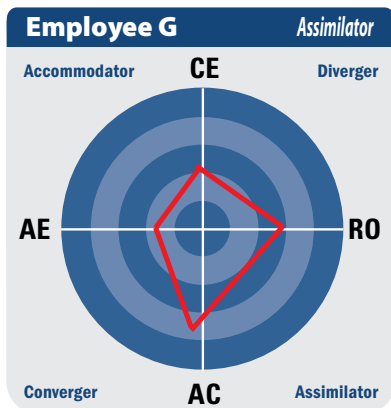 Employee G Assimilator
Accommodator CE Diverger
AE RO
Converger AC Assimilator